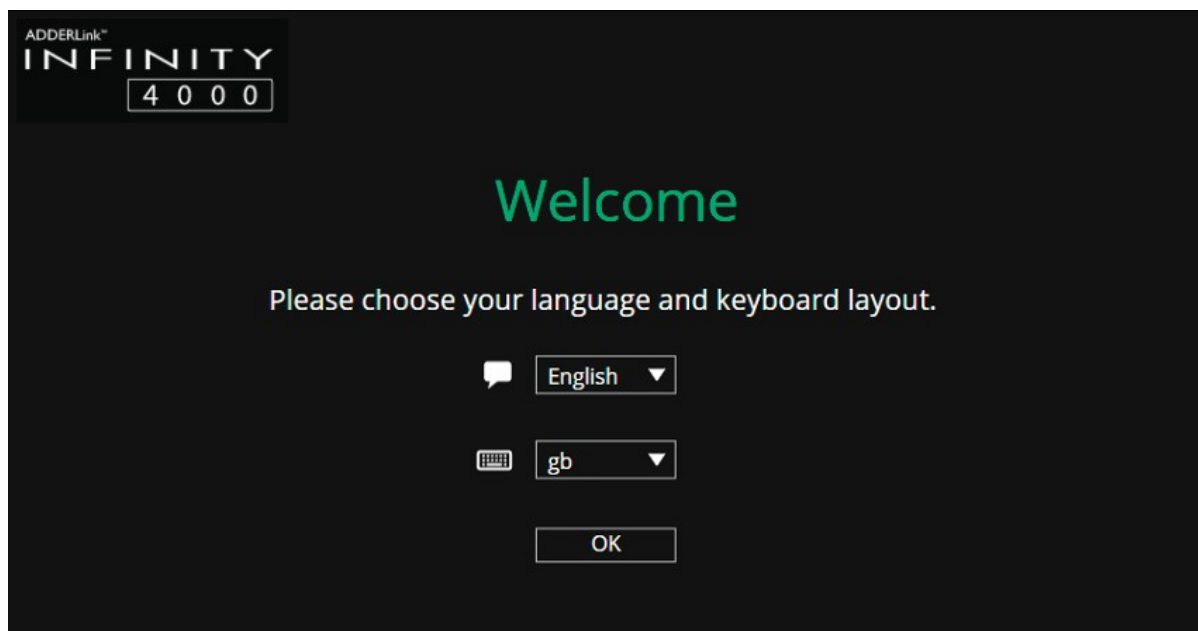 ADDERLink™
INFINITY
4000
Welcome
Please choose your language and keyboard layout.
English
gb
OK